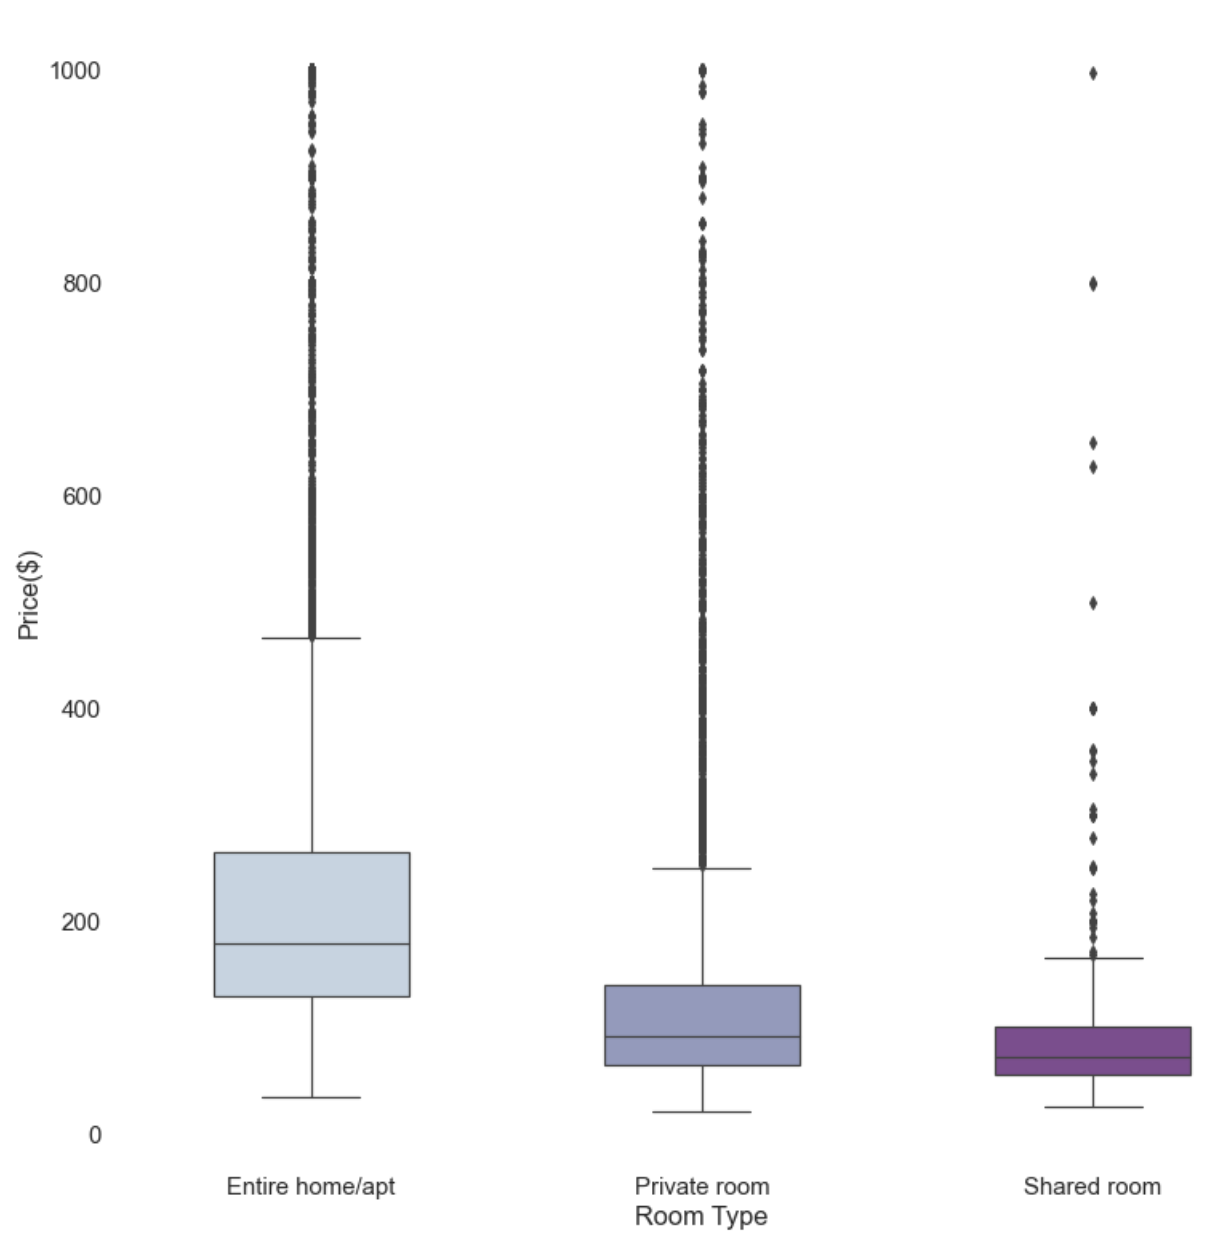 1000
800
600
400
200
0
Price($)
Entire home/apt
Private room
Shared room
Room Type